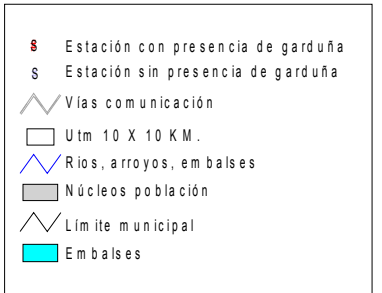 S Estación con presencia de garduña
S Estación sin presencia de garduña
Vías comunicación
Utm 10 X 10 KM.
Rios, arroyos, embalses
Núcleos población
Límite municipal
Embalses